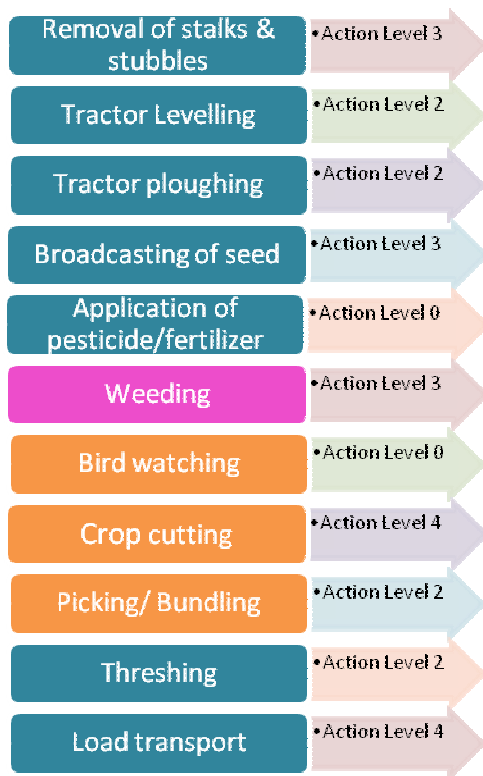 Removal of stalks &
stubbles
•Action Level 3
Tractor Levelling
•Action Level 2
Tractor ploughing
•Action Level 2
Broadcasting of seed
•Action Level 3
Application of
pesticide/fertilizer
•Action Level 0
Weeding
•Action Level 3
Bird watching
•Action Level 0
Crop cutting
•Action Level 4
Picking/ Bundling
•Action Level 2
Threshing
•Action Level 2
Load transport
•Action Level 4